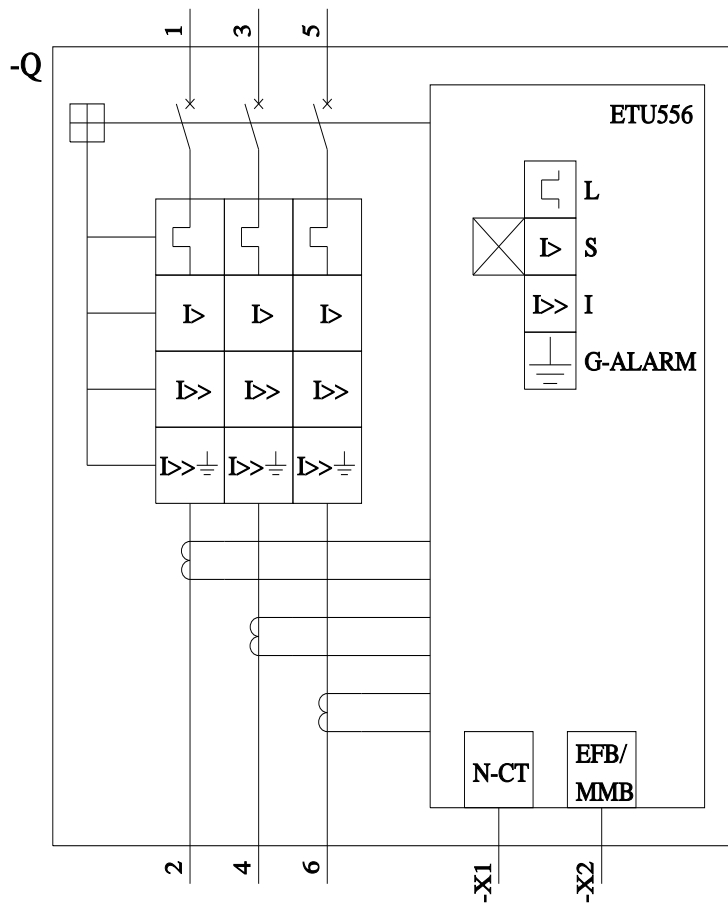 1 3 5
-Q
ETU556
L
I> S
I>> I
G-ALARM
I> I> I>
I>> I>> I>>
I>> I>> I>>
N-CT
EFB/
MMB
2 4 6 -X1 -X2